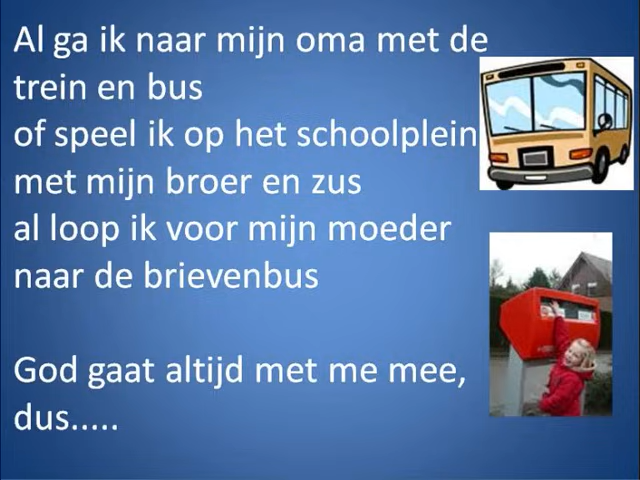 Al ga ik naar mijn oma met de
trein en bus
of speel ik op het schoolplein
met mijn broer en zus
al loop ik voor mijn moeder
naar de brievenbus
God gaat altijd met me mee,
dus.....